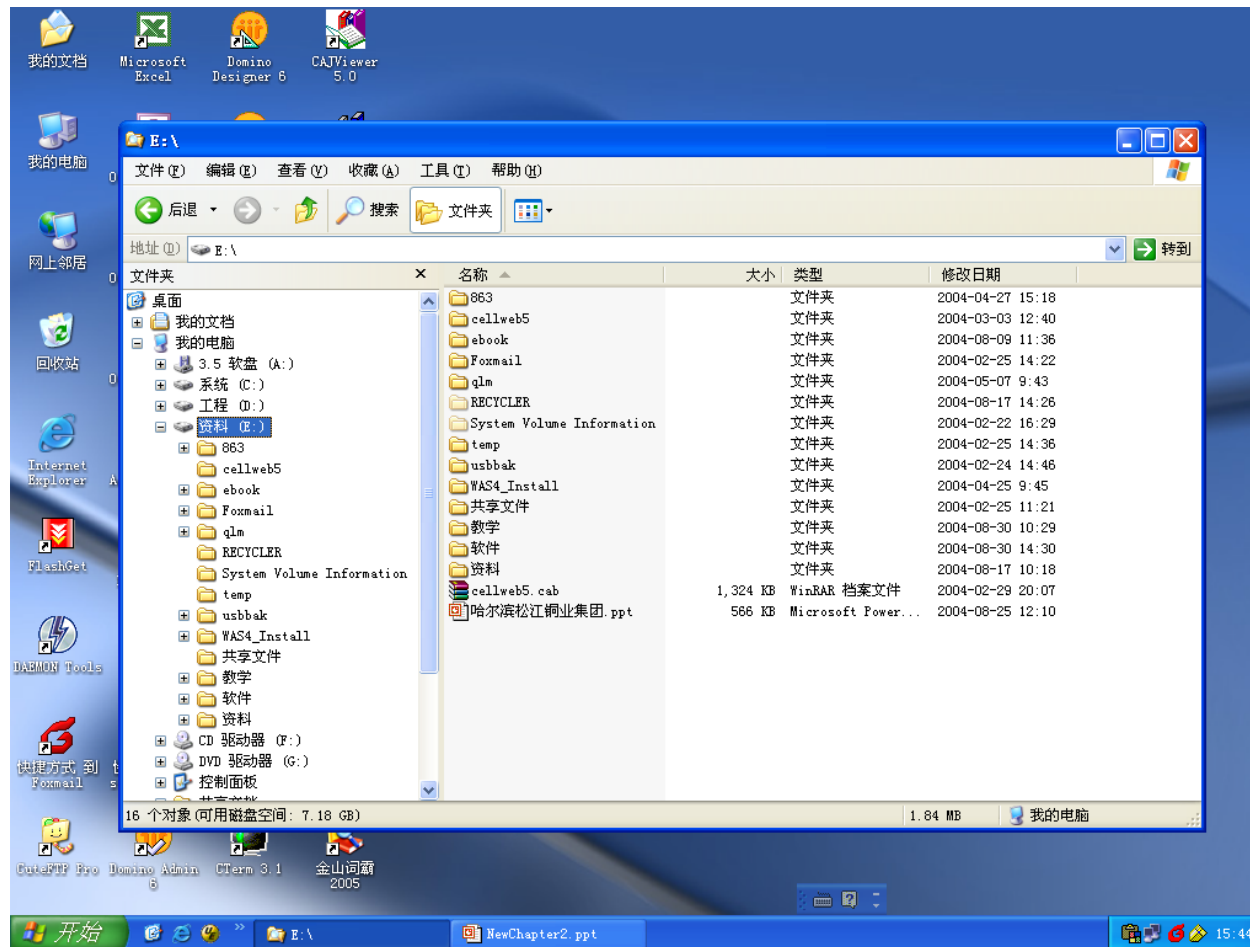 我的文档
Microsoft Excel
Domino Designer 6
CAJViewer 5.0
我的电脑
网上邻居
回收站
Internet Explorer
FlashGet
DAEMON Tools
快捷方式 到 Foxmail
CuteFTP Pro
Domino Admin 6
CTerm 3.1
金山词霸 2005
E:\
文件(F) 编辑(E) 查看(V) 收藏(A) 工具(T) 帮助(H)
后退 搜索 文件夹
地址(D) E:\ 转到
文件夹
桌面
我的文档
我的电脑
3.5 软盘 (A:)
系统 (C:)
工程 (D:)
资料 (E:)
863
cellweb5
ebook
Foxmail
qlm
RECYCLER
System Volume Information
temp
usbbak
WAS4_Install
共享文件
教学
软件
资料
CD 驱动器 (F:)
DVD 驱动器 (G:)
控制面板
名称 大小 类型 修改日期
863 文件夹 2004-04-27 15:18
cellweb5 文件夹 2004-03-03 12:40
ebook 文件夹 2004-08-09 11:36
Foxmail 文件夹 2004-02-25 14:22
qlm 文件夹 2004-05-07 9:43
RECYCLER 文件夹 2004-08-17 14:26
System Volume Information 文件夹 2004-02-22 16:29
temp 文件夹 2004-02-25 14:36
usbbak 文件夹 2004-02-24 14:46
WAS4_Install 文件夹 2004-04-25 9:45
共享文件 文件夹 2004-02-25 11:21
教学 文件夹 2004-08-30 10:29
软件 文件夹 2004-08-30 14:30
资料 文件夹 2004-08-17 10:18
cellweb5.cab 1,324 KB WinRAR 档案文件 2004-02-29 20:07
哈尔滨松江铜业集团.ppt 566 KB Microsoft Power... 2004-08-25 12:10
16 个对象(可用磁盘空间: 7.18 GB) 1.84 MB 我的电脑
开始 E:\ NewChapter2.ppt 15:44